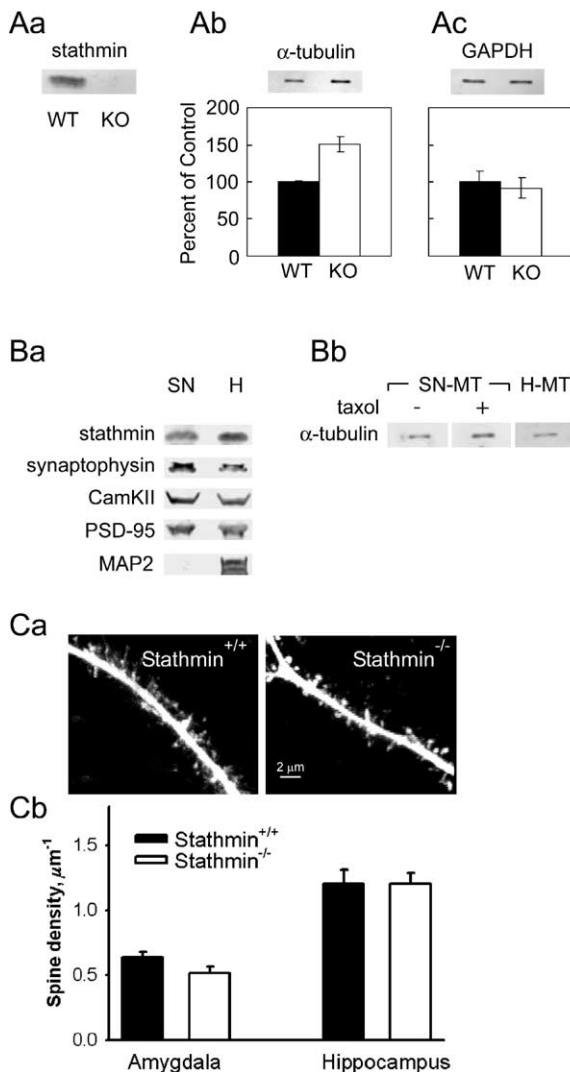 Aa
stathmin
WT KO
Ab
α-tubulin
Percent of Control
200
150
100
50
0
WT KO
Ac
GAPDH
WT KO
Ba
SN H
stathmin
synaptophysin
CamKII
PSD-95
MAP2
Bb
SN-MT H-MT
taxol - +
α-tubulin
Ca
Stathmin+/+
Stathmin-/-
2 μm
Cb
Stathmin+/+
Stathmin-/-
Spine density, μm-1
1.5
1.0
0.5
0.0
Amygdala Hippocampus